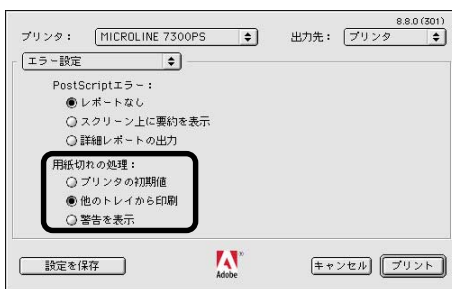 8.8.0 (301)
プリンタ： MICROLINE 7300PS 出力先： プリンタ
エラー設定
PostScriptエラー：
レポートなし
スクリーン上に要約を表示
詳細レポートの出力
用紙切れの処理：
プリンタの初期値
他のトレイから印刷
警告を表示
設定を保存 Adobe キャンセル プリント